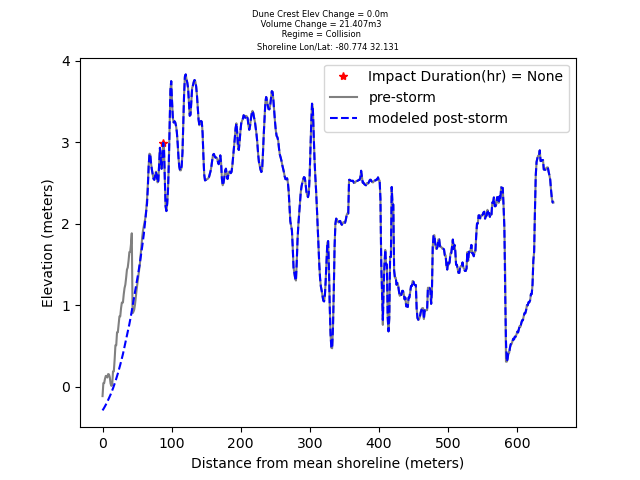 Dune Crest Elev Change = 0.0m
Volume Change = 21.407m3
Regime = Collision
Shoreline Lon/Lat: -80.774 32.131
Impact Duration(hr) = None
pre-storm
modeled post-storm
Elevation (meters)
4
3
2
1
0
0 100 200 300 400 500 600
Distance from mean shoreline (meters)